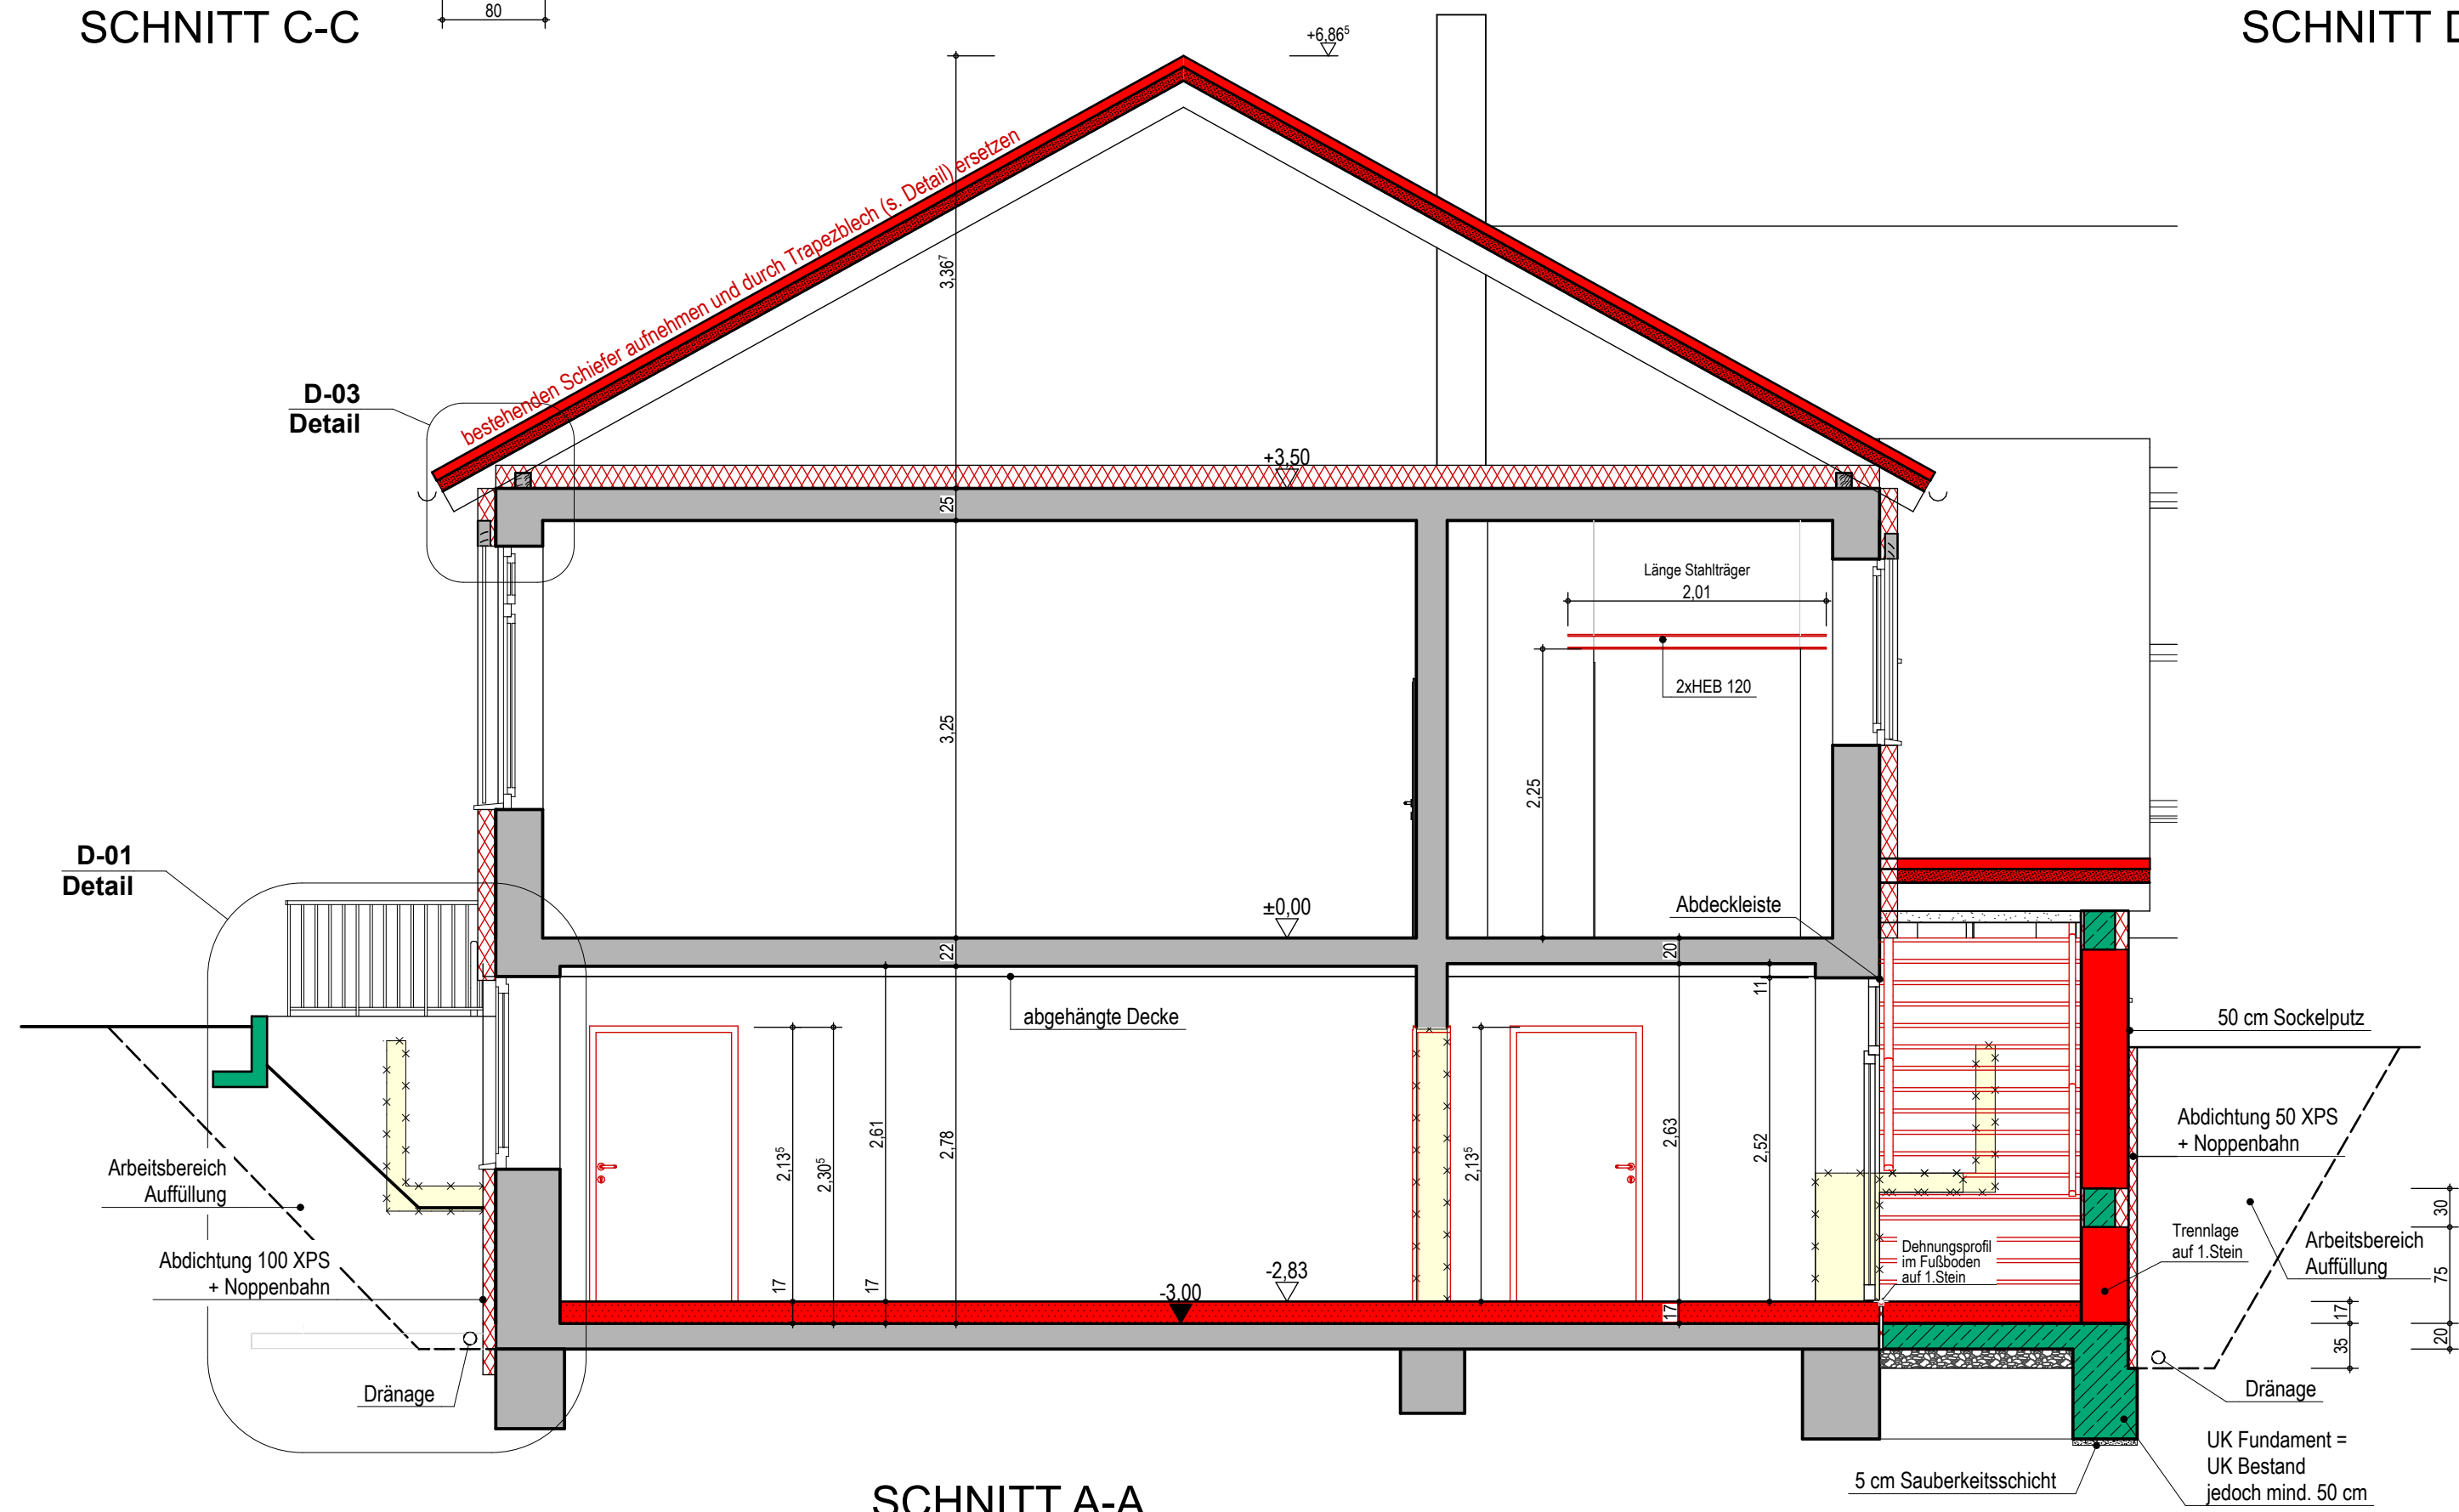 SCHNITT C-C
80
+6,86⁵
SCHNITT D
bestehenden Schiefer aufnehmen und durch Trapezblech (s. Detail) ersetzen
3,36⁷
D-03
Detail
+3,50
25
Länge Stahlträger
2,01
2xHEB 120
3,25
2,25
D-01
Detail
±0,00
Abdeckleiste
22
20
11
abgehängte Decke
50 cm Sockelputz
2,13⁵
2,30⁵
2,61
2,78
2,13⁵
2,63
2,52
Abdichtung 50 XPS
+ Noppenbahn
Arbeitsbereich
Auffüllung
Abdichtung 100 XPS
+ Noppenbahn
Trennlage
auf 1.Stein
Dehnungsprofil
im Fußboden
auf 1.Stein
Arbeitsbereich
Auffüllung
30
75
17
20
35
17
17
-3,00
-2,83
17
Dränage
Dränage
UK Fundament =
UK Bestand
jedoch mind. 50 cm
5 cm Sauberkeitsschicht
SCHNITT A-A